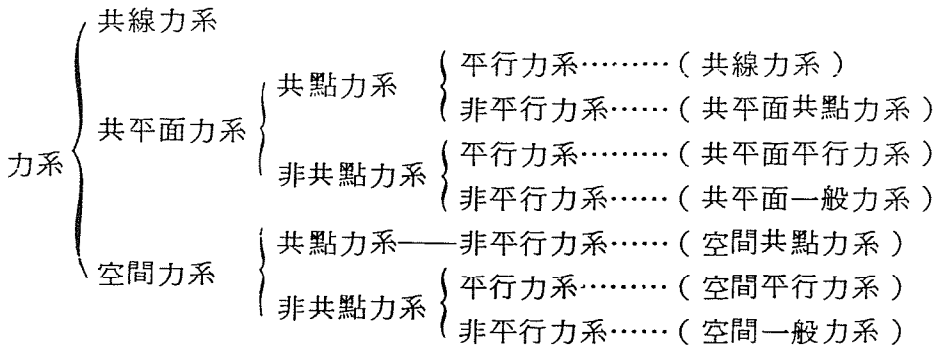 共線力系
平行力系………（共線力系）
共點力系
非平行力系……（共平面共點力系）
共平面力系
平行力系………（共平面平行力系）
非共點力系
非平行力系……（共平面一般力系）
力系
共點力系——非平行力系……（空間共點力系）
空間力系
平行力系………（空間平行力系）
非共點力系
非平行力系……（空間一般力系）